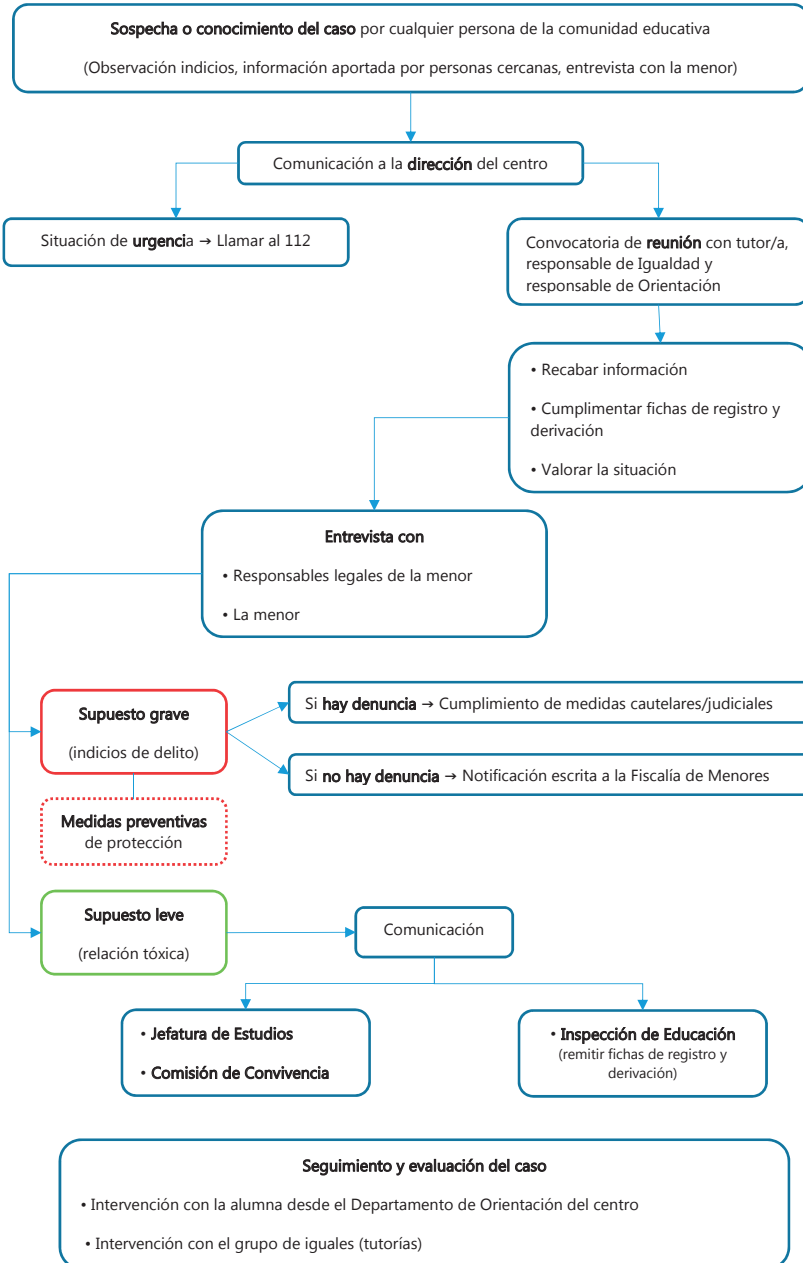 Sospecha o conocimiento del caso por cualquier persona de la comunidad educativa
(Observación indicios, información aportada por personas cercanas, entrevista con la menor)
Comunicación a la dirección del centro
Situación de urgencia → Llamar al 112
Convocatoria de reunión con tutor/a,
responsable de Igualdad y
responsable de Orientación
• Recabar información
• Cumplimentar fichas de registro y
derivación
• Valorar la situación
Entrevista con
• Responsables legales de la menor
• La menor
Supuesto grave
(indicios de delito)
Si hay denuncia → Cumplimiento de medidas cautelares/judiciales
Si no hay denuncia → Notificación escrita a la Fiscalía de Menores
Medidas preventivas
de protección
Supuesto leve
(relación tóxica)
Comunicación
• Jefatura de Estudios
• Comisión de Convivencia
• Inspección de Educación
(remitir fichas de registro y
derivación)
Seguimiento y evaluación del caso
• Intervención con la alumna desde el Departamento de Orientación del centro
• Intervención con el grupo de iguales (tutorías)